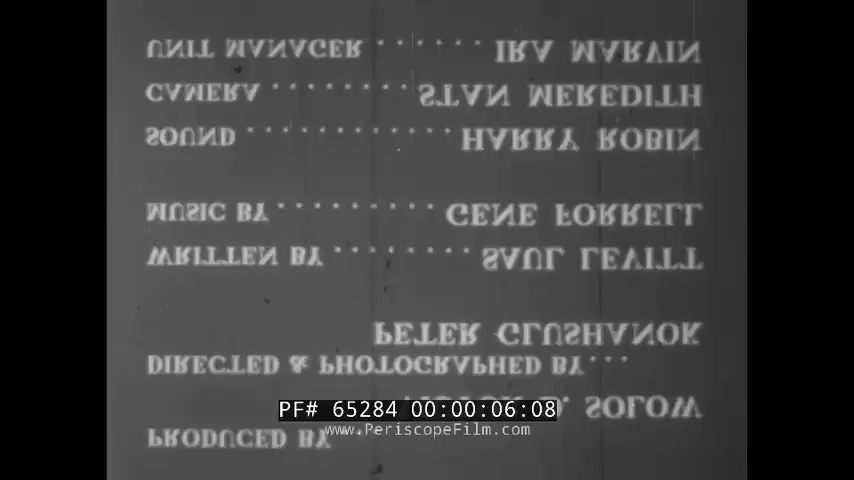 PRODUCED BY
SOLOW
DIRECTED & PHOTOGRAPHED BY...
PETER GLUSHANOK
WRITTEN BY ........ SAUL LEVITT
MUSIC BY ......... GENE FORRELL
SOUND ............ HARRY ROBIN
CAMERA ......... STAN MEREDITH
UNIT MANAGER ...... IRA MARVIN
PF# 65284 00:00:06:08
www.PeriscopeFilm.com